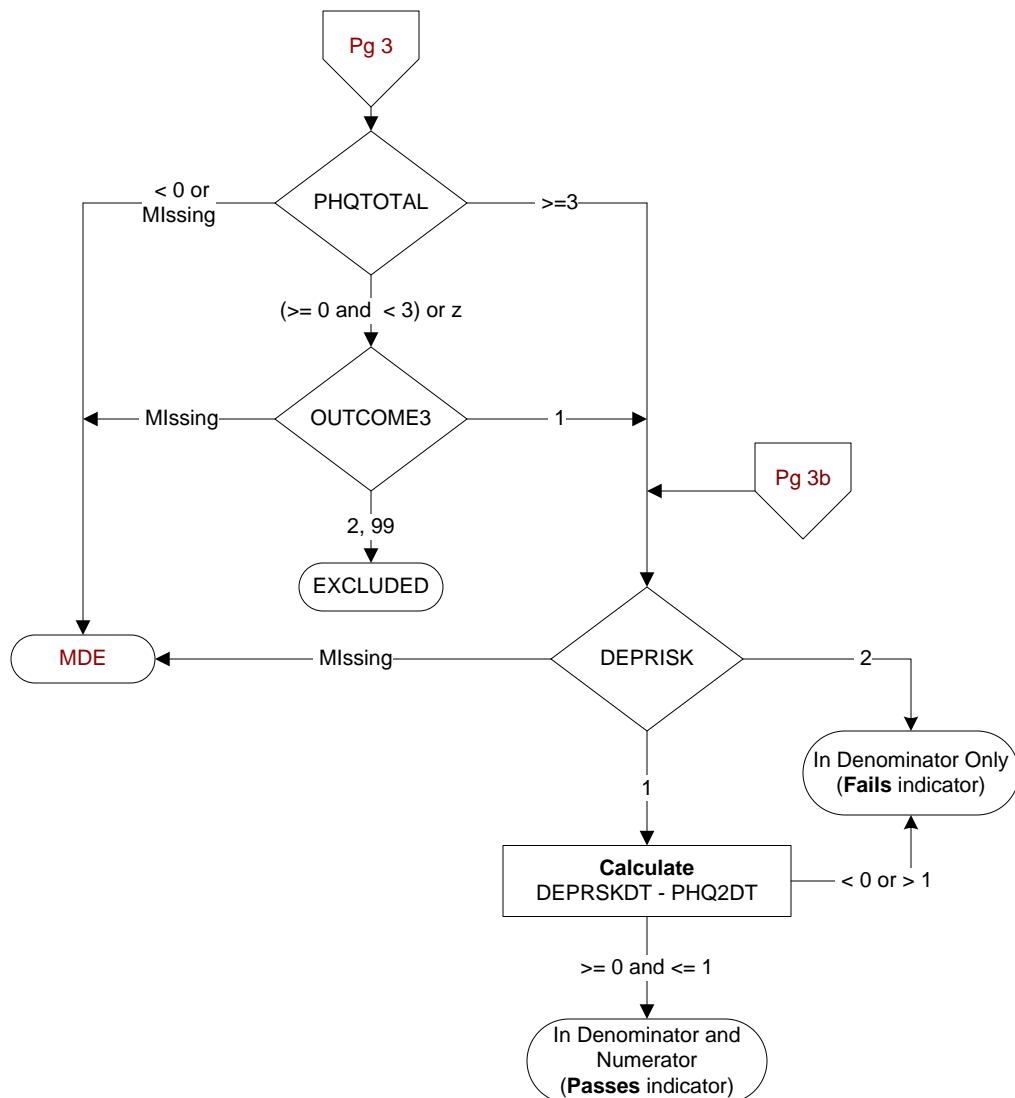 Pg 3
< 0 or
MIssing
PHQTOTAL
>=3
(>= 0 and  < 3) or z
MIssing
OUTCOME3
1
Pg 3b
2, 99
EXCLUDED
MDE
MIssing
DEPRISK
2
In Denominator Only
(Fails indicator)
1
Calculate
DEPRSKDT - PHQ2DT
< 0 or > 1
>= 0 and <= 1
In Denominator and
Numerator
(Passes indicator)